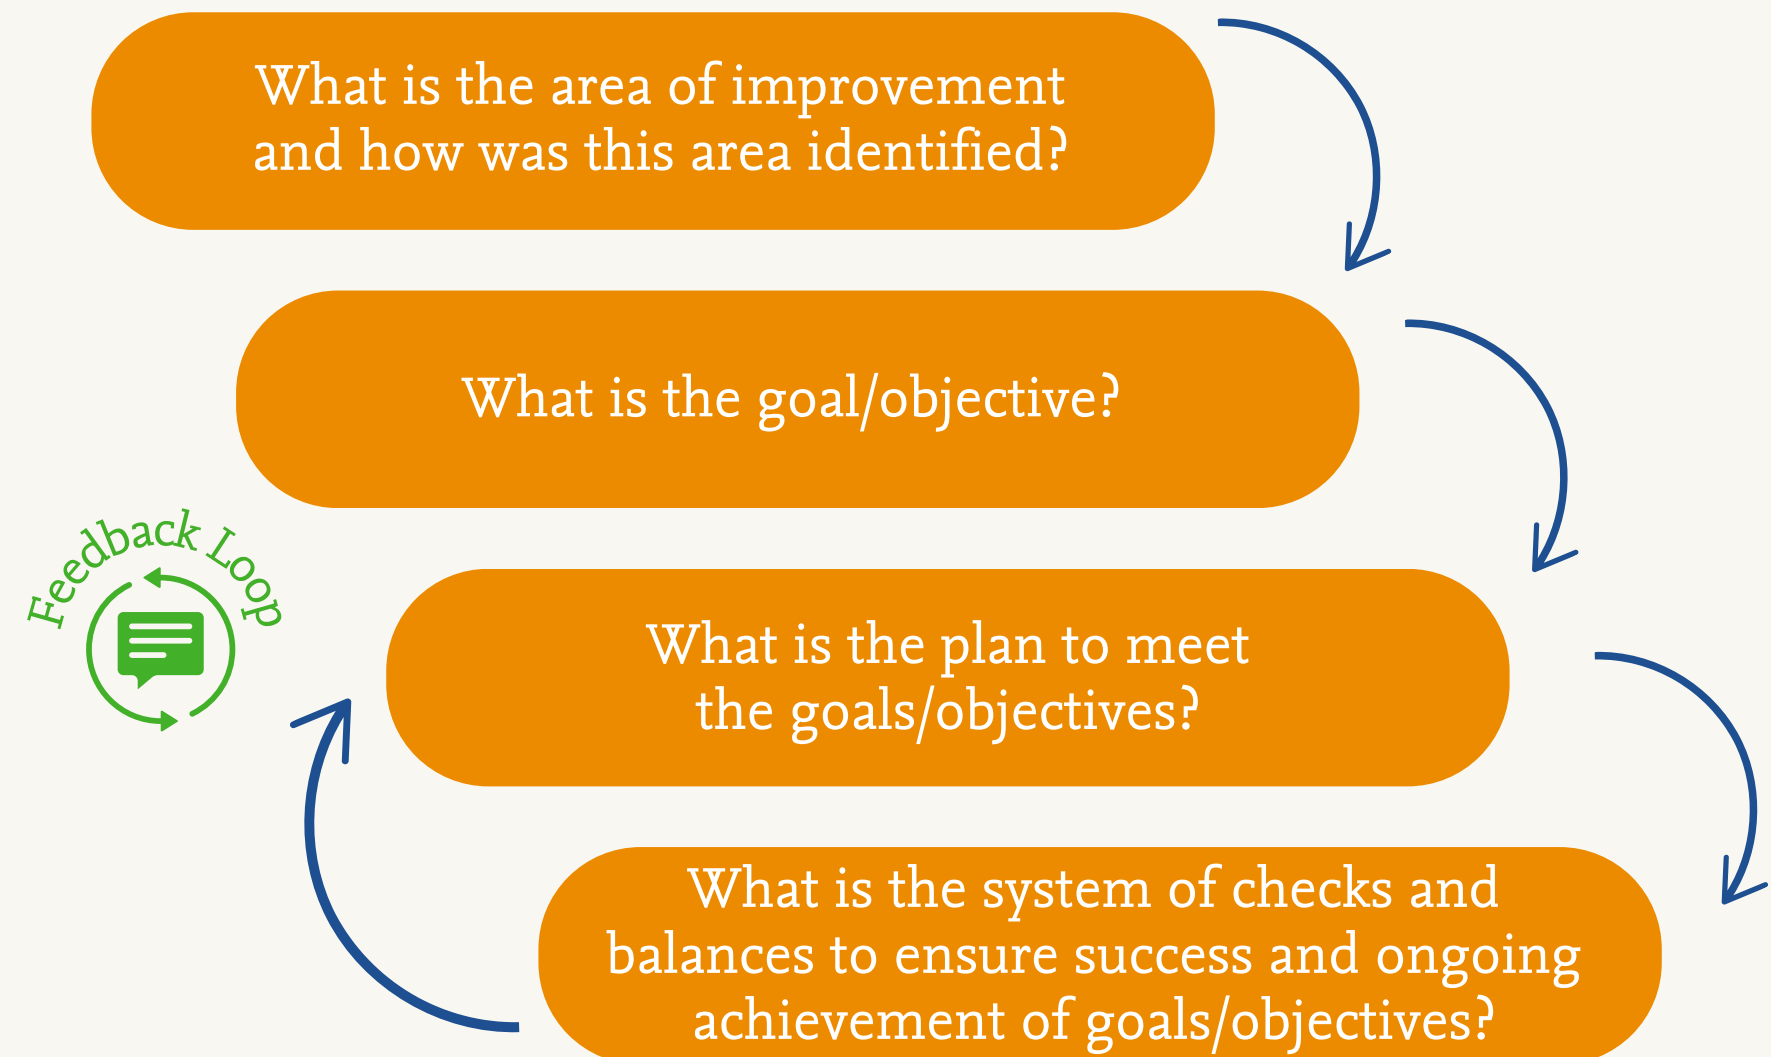 What is the area of improvement
and how was this area identified?
What is the goal/objective?
Feedback Loop
What is the plan to meet
the goals/objectives?
What is the system of checks and
balances to ensure success and ongoing
achievement of goals/objectives?